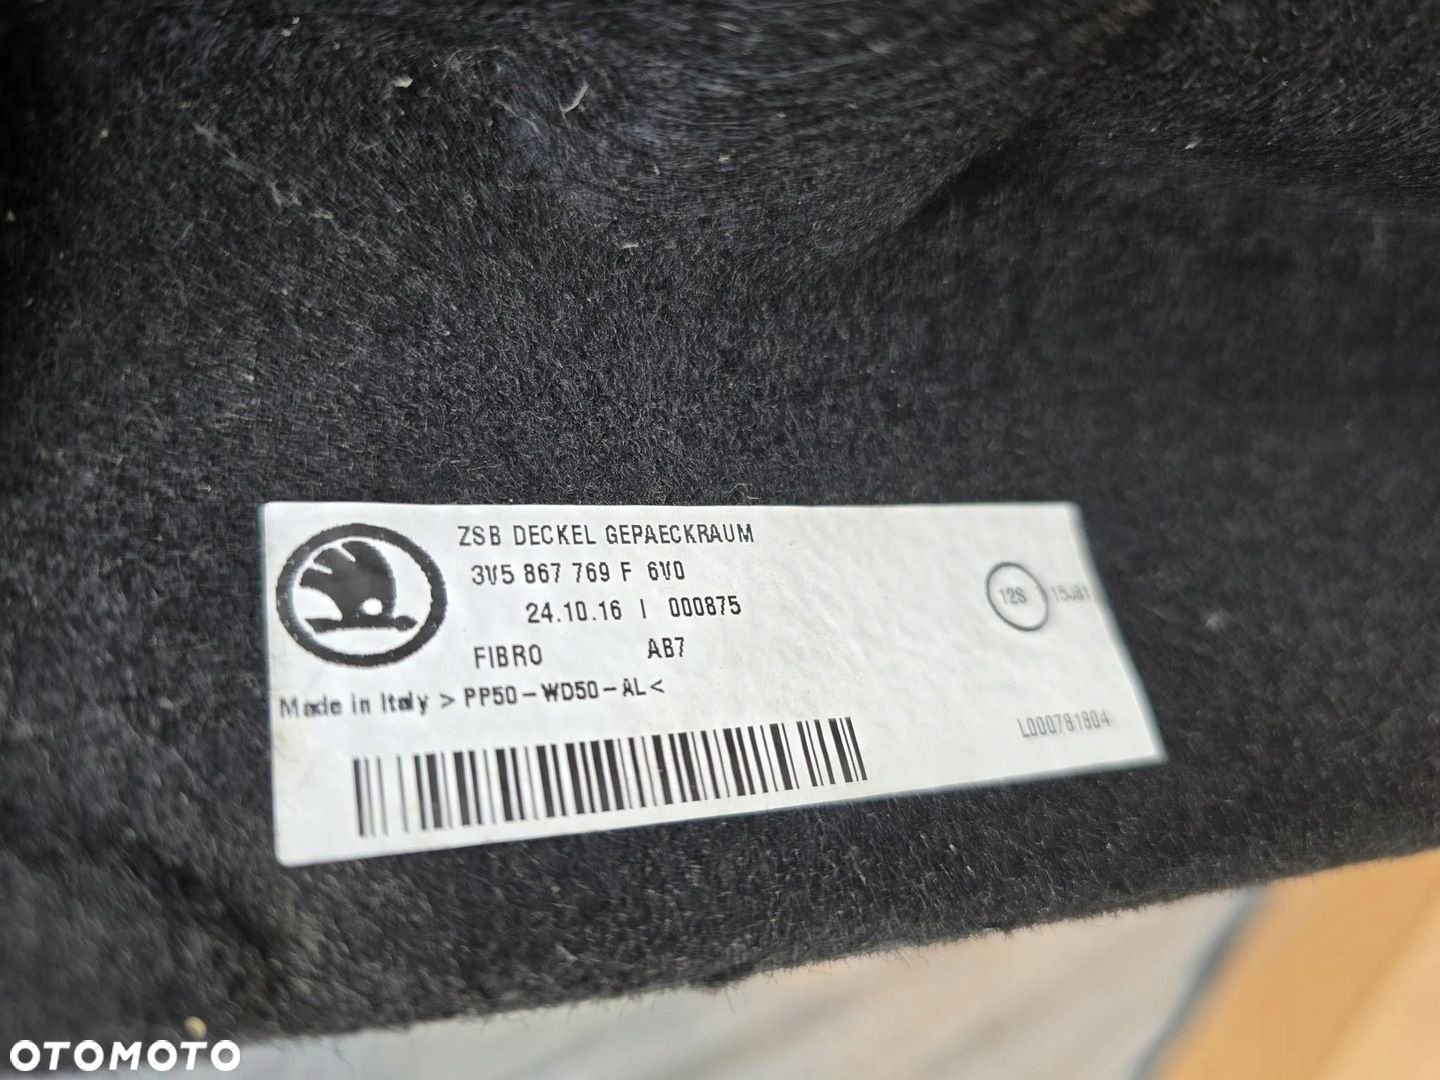 ZSB DECKEL GEPAECKRAUM
3V5 867 769 F 6V0
24.10.16 | 000875
FIBRO AB7
Made in Italy >PP50-WD50-AL<
12S 15J81
L000781804
OTOMOTO